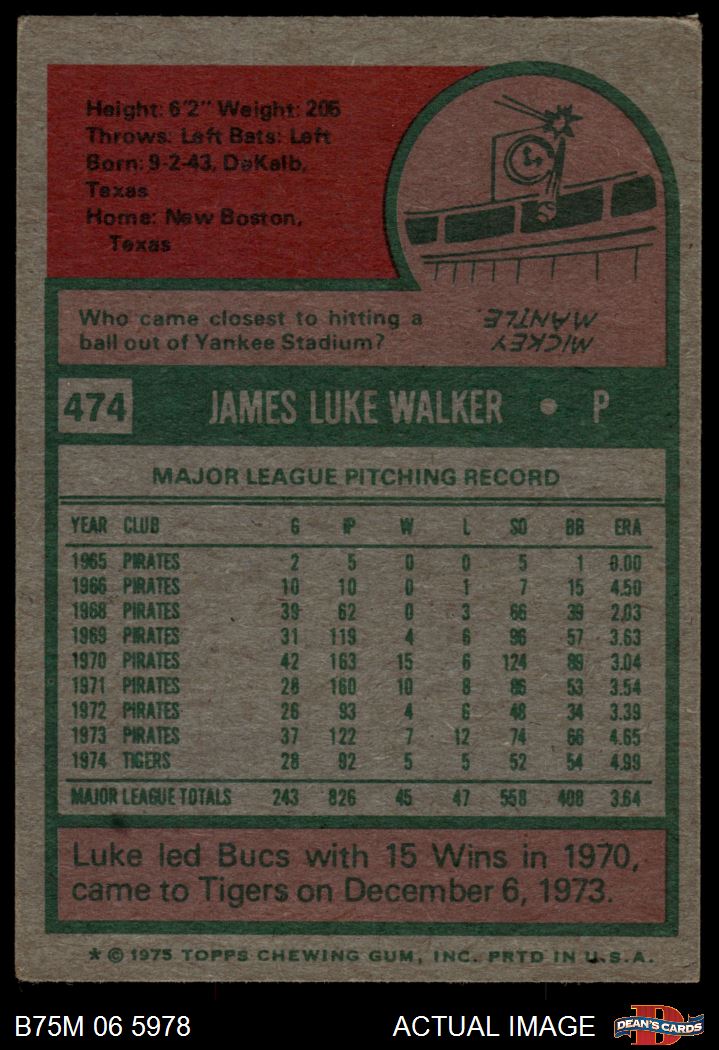 Height: 6'2" Weight: 205
Throws: Left Bats: Left
Born: 9-2-43, DeKalb,
Texas
Home: New Boston,
Texas
Who came closest to hitting a
ball out of Yankee Stadium?
MICKEY
MANTLE.
474 JAMES LUKE WALKER • P
MAJOR LEAGUE PITCHING RECORD
YEAR CLUB G IP W L SO BB ERA
1965 PIRATES 2 5 0 0 5 1 0.00
1966 PIRATES 10 10 0 1 7 15 4.50
1968 PIRATES 39 62 0 3 66 39 2.03
1969 PIRATES 31 119 4 6 96 57 3.63
1970 PIRATES 42 163 15 6 124 89 3.04
1971 PIRATES 28 160 10 8 86 53 3.54
1972 PIRATES 26 93 4 6 48 34 3.39
1973 PIRATES 37 122 7 12 74 66 4.65
1974 TIGERS 28 92 5 5 52 54 4.99
MAJOR LEAGUE TOTALS 243 826 45 47 558 408 3.64
Luke led Bucs with 15 Wins in 1970,
came to Tigers on December 6, 1973.
* © 1975 TOPPS CHEWING GUM, INC. PRTD IN U.S.A.
B75M 06 5978 ACTUAL IMAGE DEAN'S CARDS